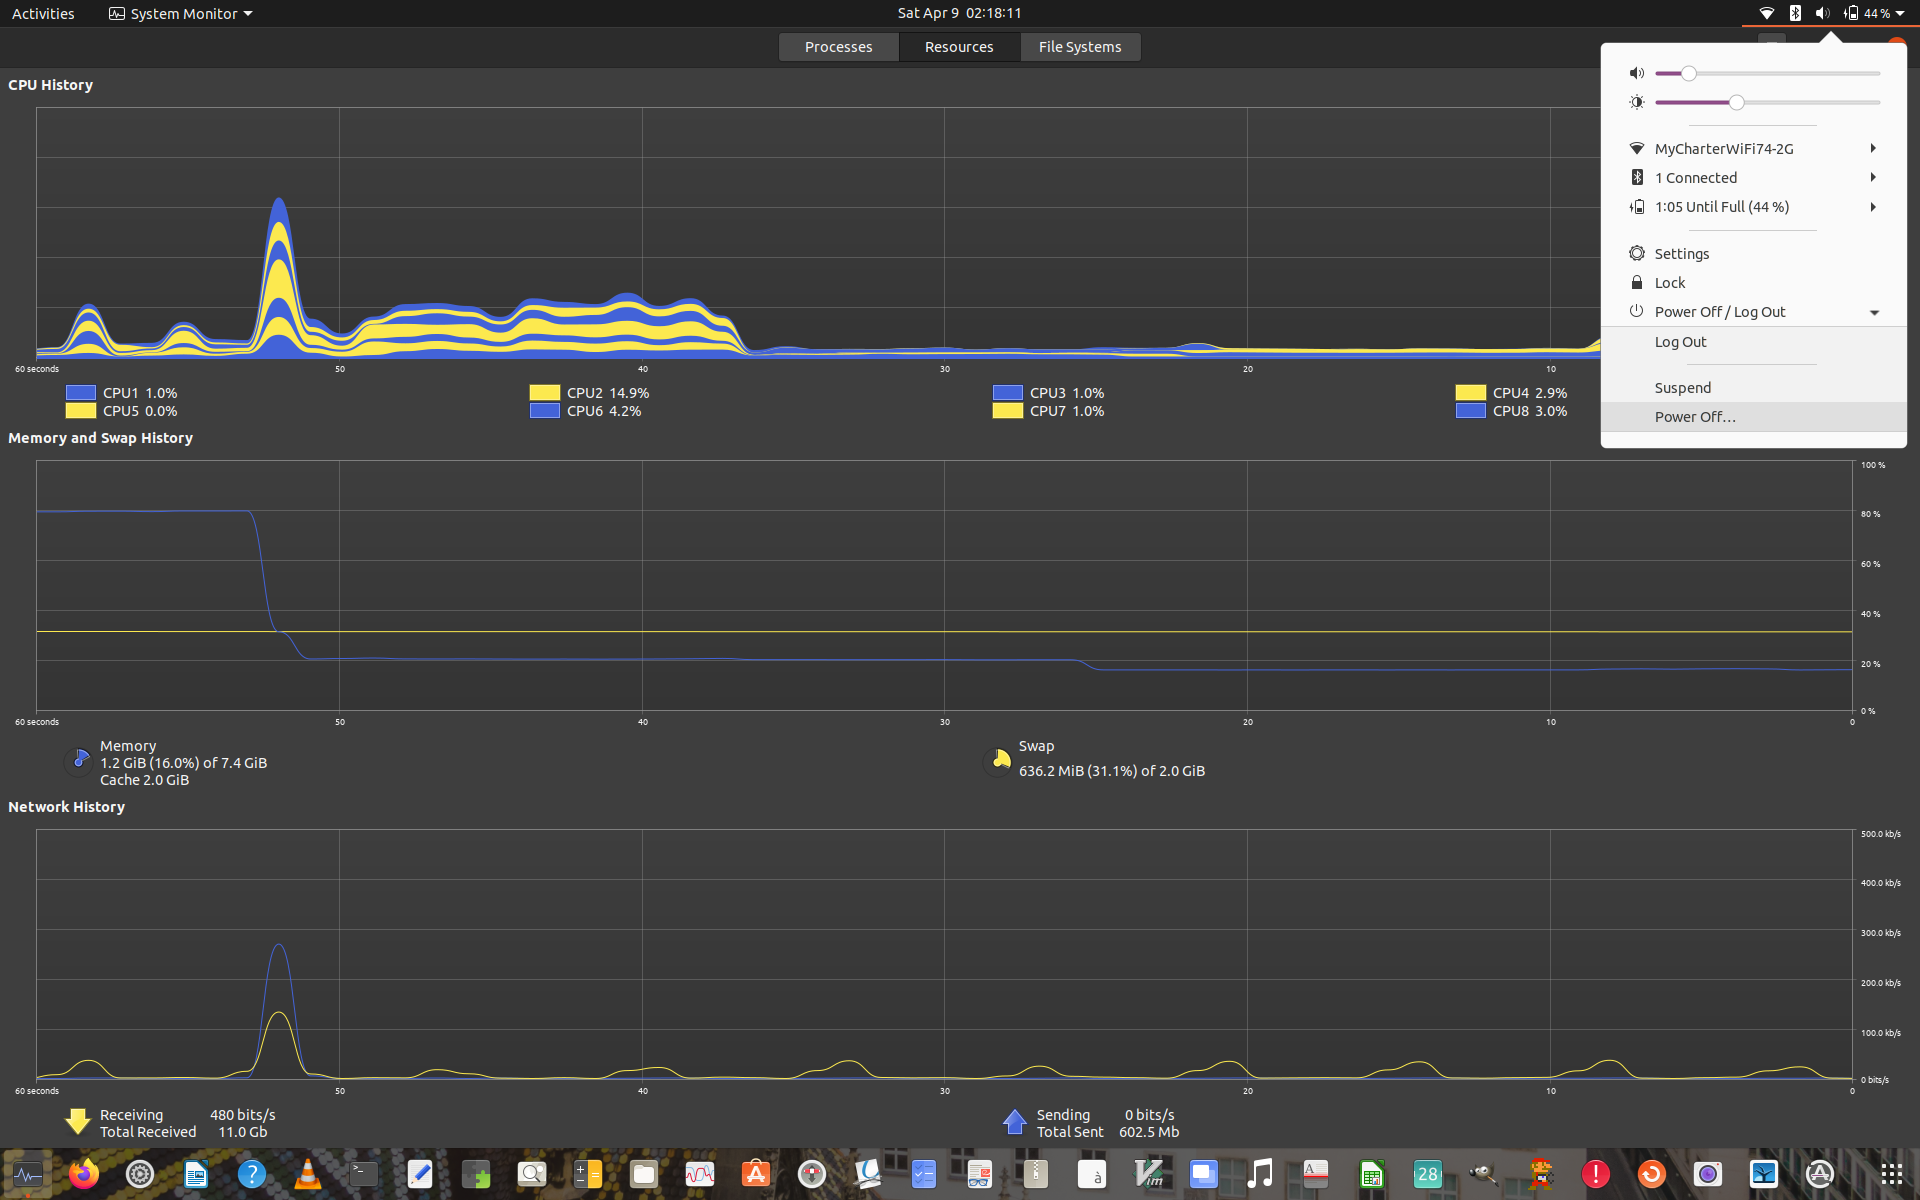 Activities
System Monitor
Sat Apr 9  02:18:11
44 %
Processes
Resources
File Systems
CPU History
60 seconds
50
40
30
20
10
CPU1 1.0%
CPU2 14.9%
CPU3 1.0%
CPU4 2.9%
CPU5 0.0%
CPU6 4.2%
CPU7 1.0%
CPU8 3.0%
MyCharterWiFi74-2G
1 Connected
1:05 Until Full (44 %)
Settings
Lock
Power Off / Log Out
Log Out
Suspend
Power Off...
Memory and Swap History
100 %
80 %
60 %
40 %
20 %
0 %
60 seconds
50
40
30
20
10
0
Memory
1.2 GiB (16.0%) of 7.4 GiB
Cache 2.0 GiB
Swap
636.2 MiB (31.1%) of 2.0 GiB
Network History
500.0 kb/s
400.0 kb/s
300.0 kb/s
200.0 kb/s
100.0 kb/s
0 bits/s
60 seconds
50
40
30
20
10
0
Receiving 480 bits/s
Total Received 11.0 Gb
Sending 0 bits/s
Total Sent 602.5 Mb
?
>_
à
Vim
A
28
!